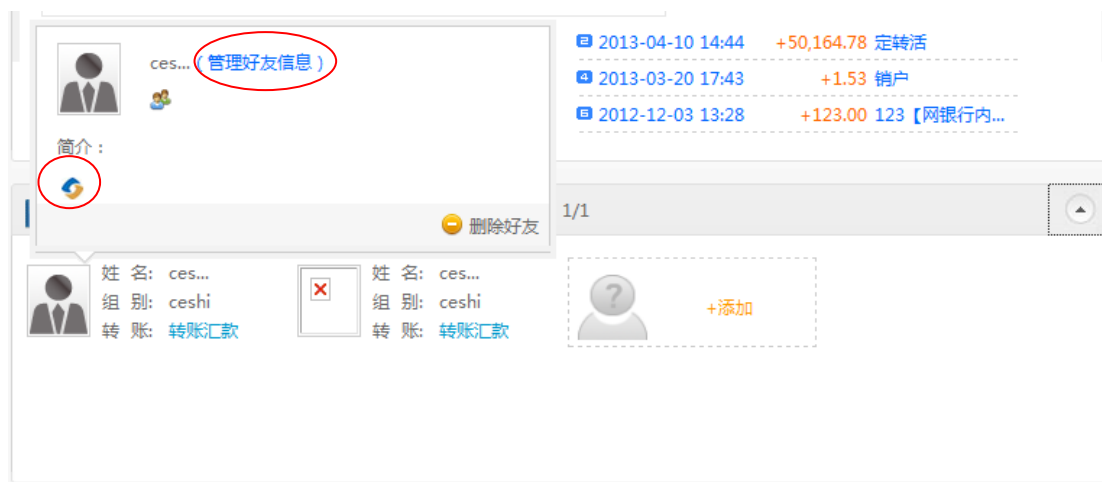 ces... ( 管理好友信息 )
简介：
删除好友
2 2013-04-10 14:44 +50,164.78 定转活
4 2013-03-20 17:43 +1.53 销户
6 2012-12-03 13:28 +123.00 123【网银行内...
1/1
姓 名: ces...
组 别: ceshi
转 账: 转账汇款
姓 名: ces...
组 别: ceshi
转 账: 转账汇款
?
+添加